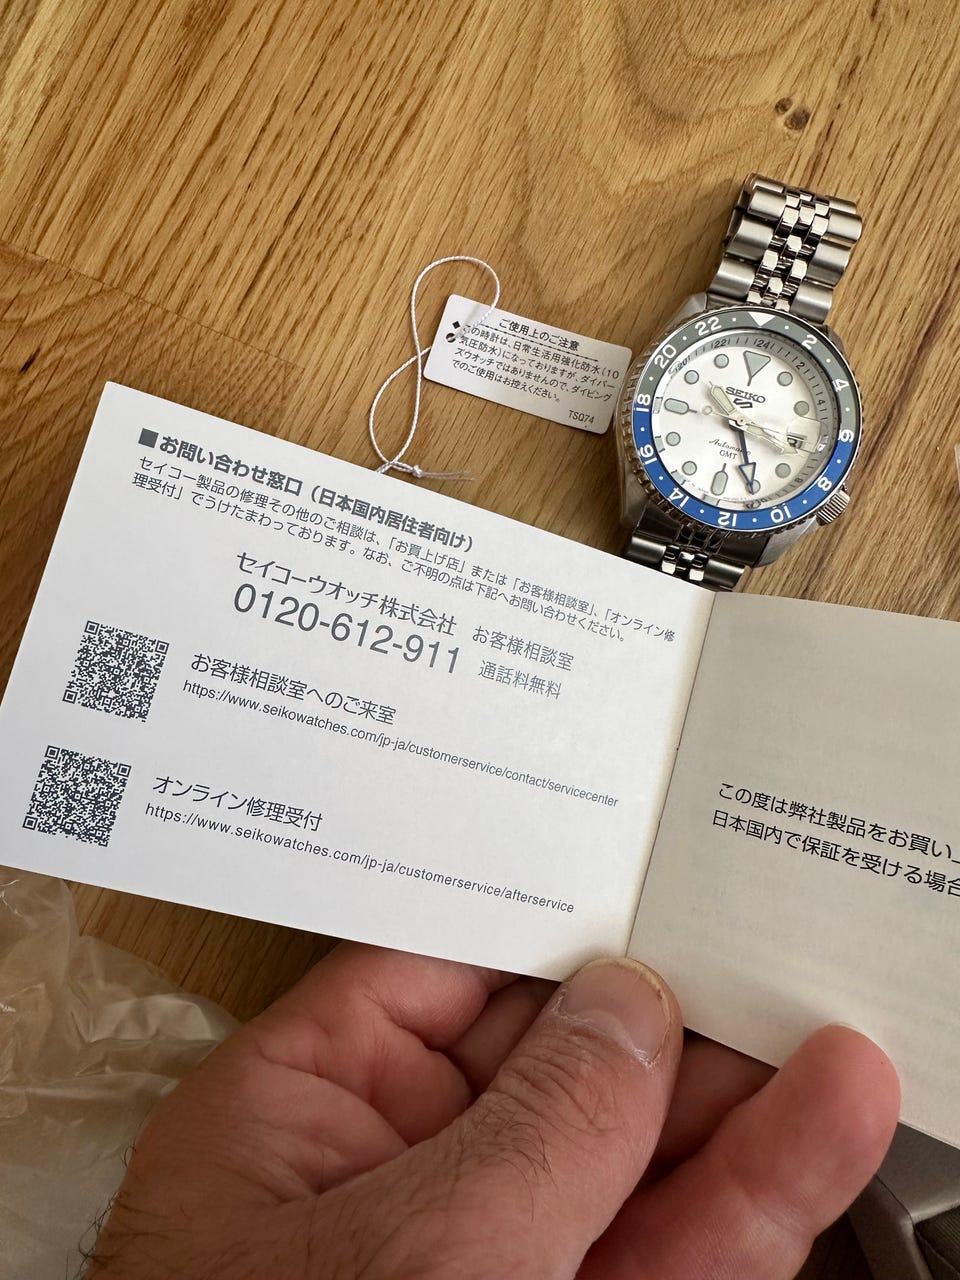 ご使用上のご注意
◆この時計は、日常生活用強化防水(10
気圧防水)になっておりますが、ダイバー
ズウオッチではありませんので、ダイビング
でのご使用はお控えください。
TSQ74
22
24
2
4
6
8
10
12
14
16
18
20
SEIKO
5
Automatic
GMT
■お問い合わせ窓口(日本国内居住者向け)
セイコー製品の修理その他のご相談は、「お買上げ店」または「お客様相談室」、「オンライン修
理受付」でうけたまわっております。なお、ご不明の点は下記へお問い合わせください。
セイコーウオッチ株式会社 お客様相談室
0120-612-911 通話料無料
お客様相談室へのご来室
https://www.seikowatches.com/jp-ja/customerservice/contact/servicecenter
オンライン修理受付
https://www.seikowatches.com/jp-ja/customerservice/afterservice
この度は弊社製品をお買い上
日本国内で保証を受ける場合